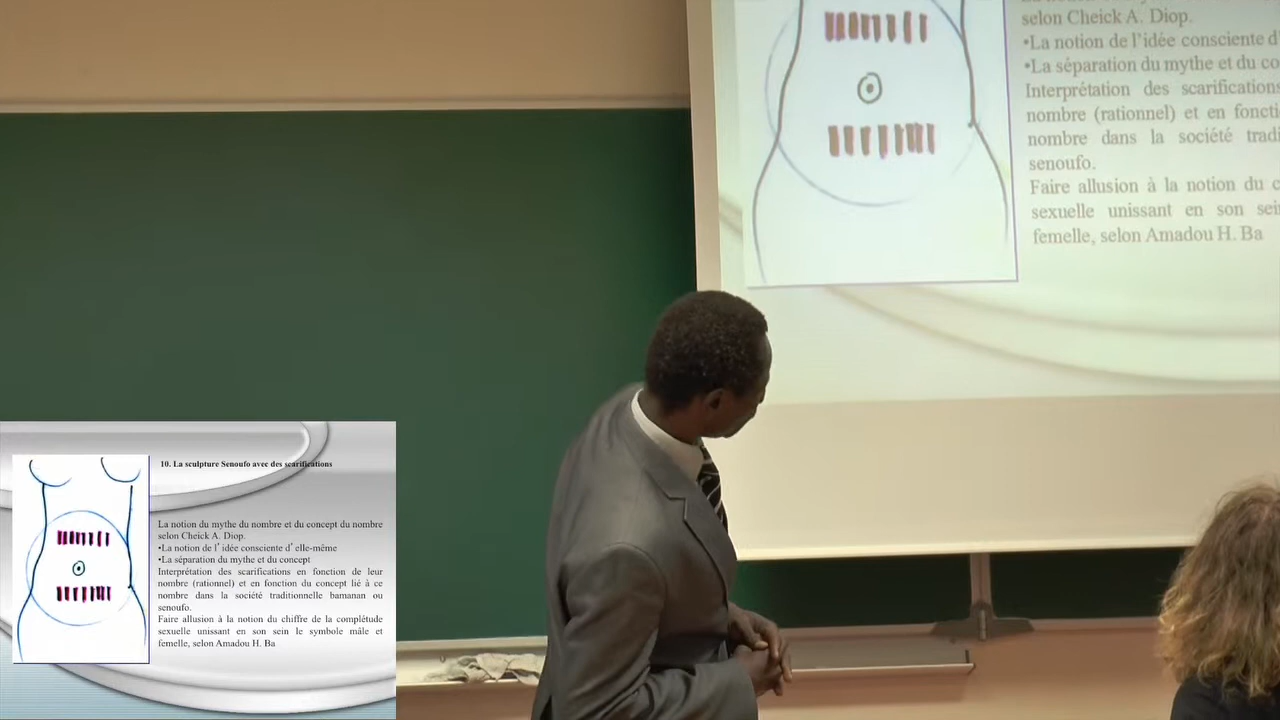 selon Cheick A. Diop.
•La notion de l'idée consciente d'
•La séparation du mythe et du co
Interprétation des scarifications
nombre (rationnel) et en foncti
nombre dans la société tradi
senoufo.
Faire allusion à la notion du c
sexuelle unissant en son sei
femelle, selon Amadou H. Ba
10. La sculpture Senoufo avec des scarifications
La notion du mythe du nombre et du concept du nombre
selon Cheick A. Diop.
•La notion de l' idée consciente d' elle-même
•La séparation du mythe et du concept
Interprétation des scarifications en fonction de leur
nombre (rationnel) et en fonction du concept lié à ce
nombre dans la société traditionnelle bamanan ou
senoufo.
Faire allusion à la notion du chiffre de la complétude
sexuelle unissant en son sein le symbole mâle et
femelle, selon Amadou H. Ba